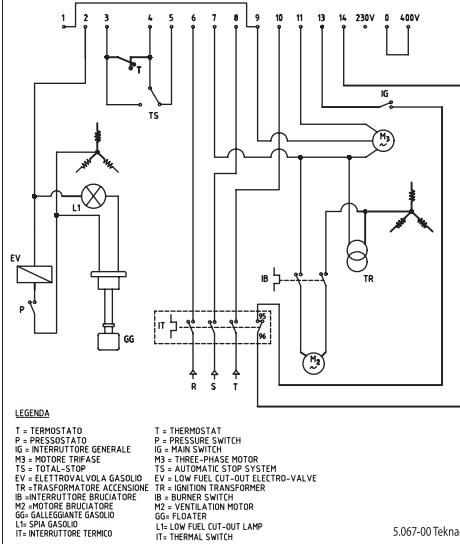 1 2 3 4 5 6 7 8 9 10 11 13 14 230V 0 400V
T
TS
IG
M3
~
L1
EV
P
GG
IB
TR
IT
95
96
M2
~
R S T
LEGENDA
T = TERMOSTATO T = THERMOSTAT
P = PRESSOSTATO P = PRESSURE SWITCH
IG = INTERRUTTORE GENERALE IG = MAIN SWITCH
M3 = MOTORE TRIFASE M3 = THREE-PHASE MOTOR
TS = TOTAL-STOP TS = AUTOMATIC STOP SYSTEM
EV = ELETTROVALVOLA GASOLIO EV = LOW FUEL CUT-OUT ELECTRO-VALVE
TR =TRASFORMATORE ACCENSIONE TR = IGNITION TRANSFORMER
IB =INTERRUTTORE BRUCIATORE IB = BURNER SWITCH
M2 =MOTORE BRUCIATORE M2 = VENTILATION MOTOR
GG= GALLEGGIANTE GASOLIO GG= FLOATER
L1= SPIA GASOLIO L1= LOW FUEL CUT-OUT LAMP
IT= INTERRUTTORE TERMICO IT= THERMAL SWITCH
5.067-00 Tekna